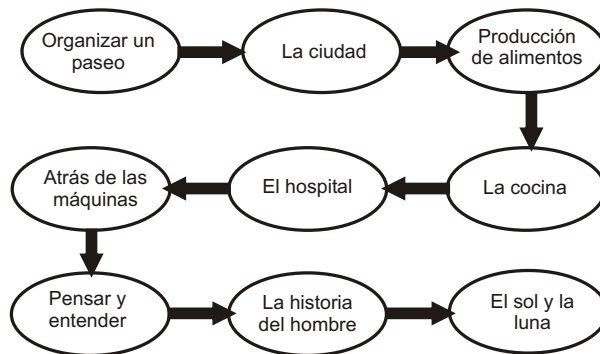 Organizar un
paseo
La ciudad
Producción
de alimentos
La cocina
El hospital
Atrás de las
máquinas
Pensar y
entender
La historia
del hombre
El sol y la
luna